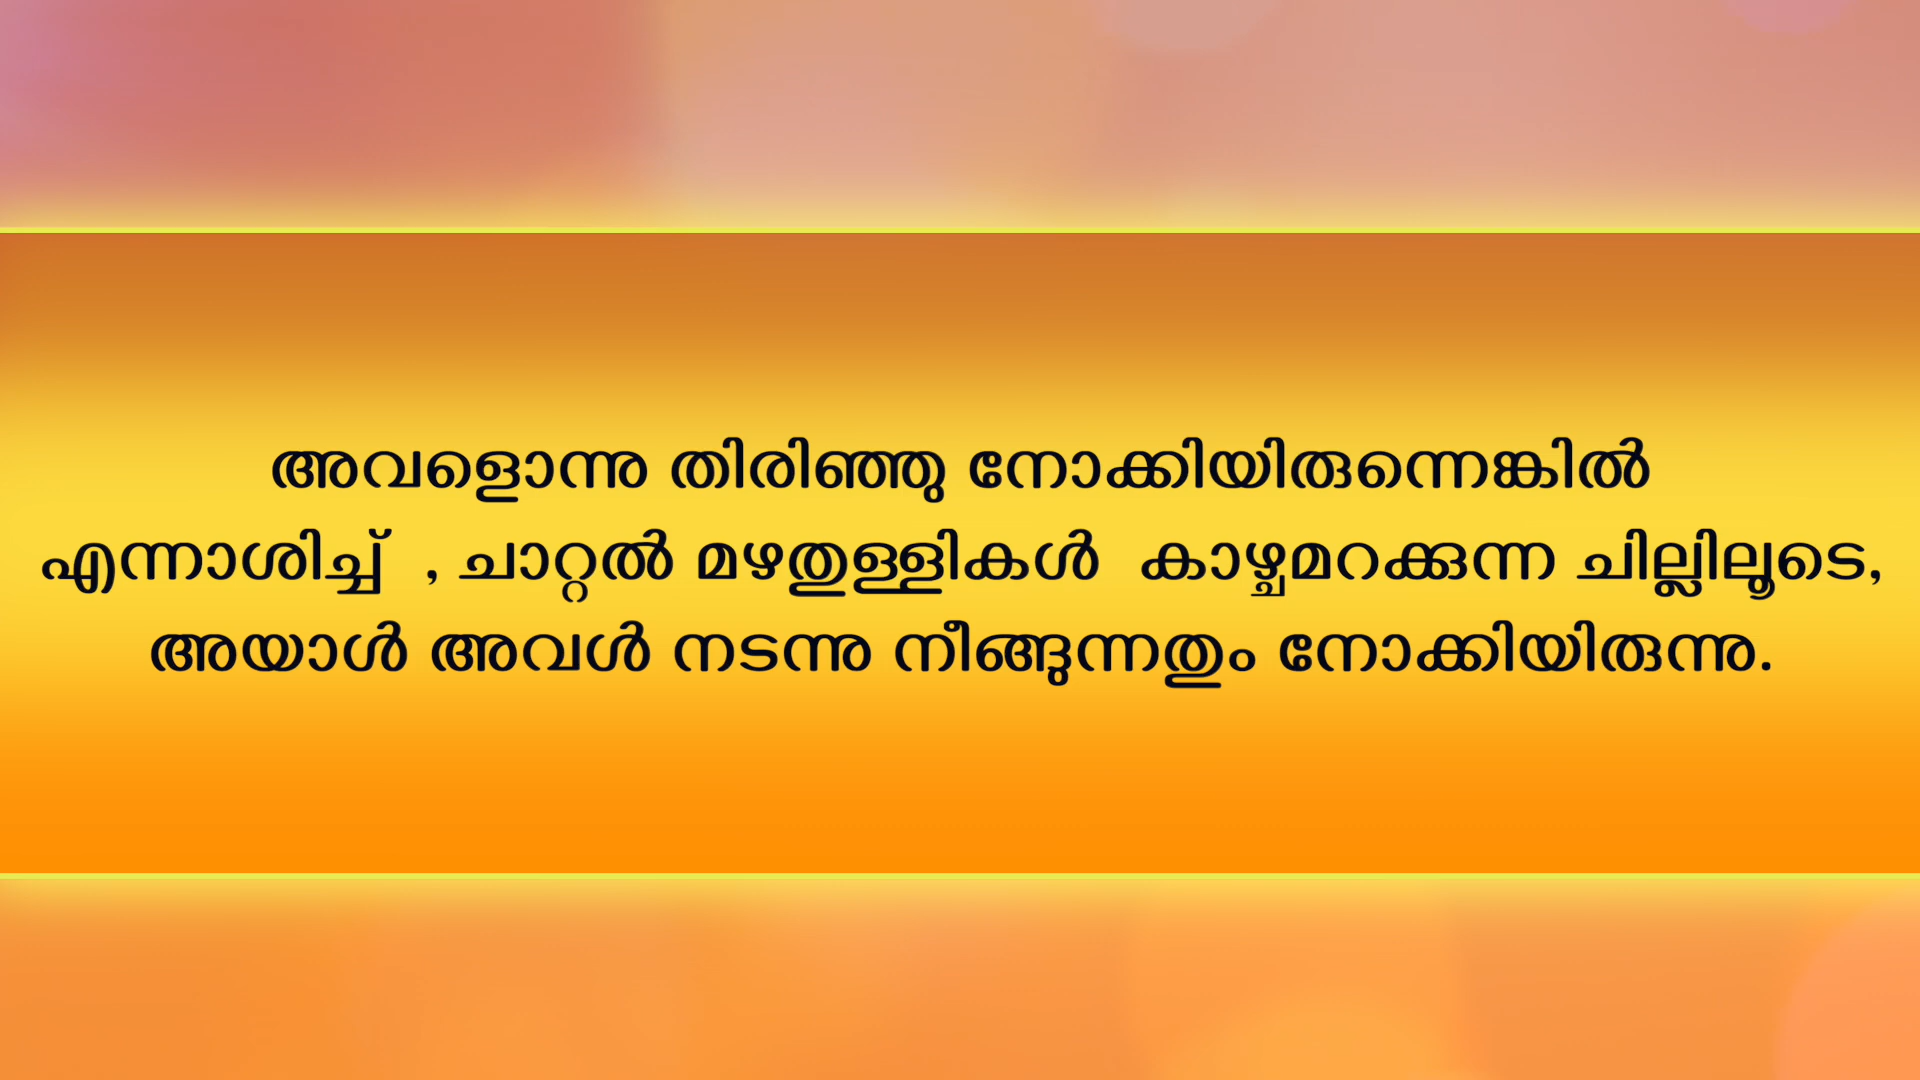 അവളൊന്നു തിരിഞ്ഞു നോക്കിയിരുന്നെങ്കിൽ
എന്നാശിച്ച് , ചാറ്റൽ മഴതുള്ളികൾ കാഴ്ചമറക്കുന്ന ചില്ലിലൂടെ,
അയാൾ അവൾ നടന്നു നീങ്ങുന്നതും നോക്കിയിരുന്നു.